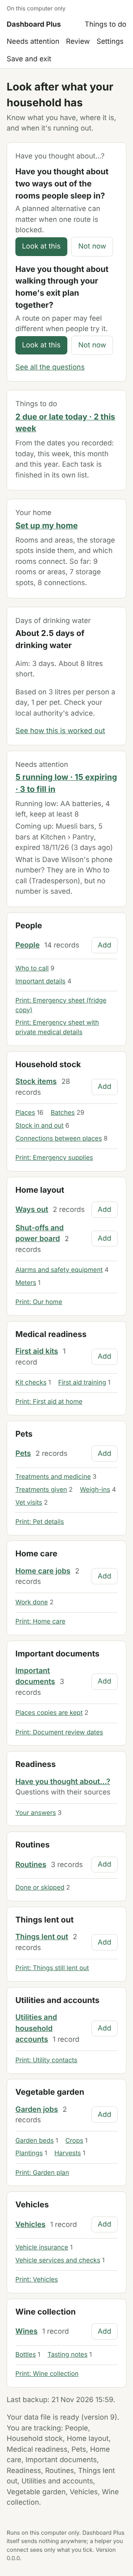 On this computer only
Dashboard Plus
Things to do
Needs attention
Review
Settings
Save and exit
Look after what your
household has
Know what you have, where it is,
and when it's running out.
Have you thought about...?
Have you thought about
two ways out of the
rooms people sleep in?
A planned alternative can
matter when one route is
blocked.
Look at this
Not now
Have you thought about
walking through your
home's exit plan
together?
A route on paper may feel
different when people try it.
Look at this
Not now
See all the questions
Things to do
2 due or late today · 2 this
week
From the dates you recorded:
today, this week, this month
and this year. Each task is
finished in its own list.
Your home
Set up my home
Rooms and areas, the storage
spots inside them, and which
rooms connect. So far: 9
rooms or areas, 7 storage
spots, 8 connections.
Days of drinking water
About 2.5 days of
drinking water
Aim: 3 days. About 8 litres
short.
Based on 3 litres per person a
day, 1 per pet. Check your
local authority's advice.
See how this is worked out
Needs attention
5 running low · 15 expiring
· 3 to fill in
Running low: AA batteries, 4
left, keep at least 8
Coming up: Muesli bars, 5
bars at Kitchen › Pantry,
expired 18/11/26 (3 days ago)
What is Dave Wilson's phone
number? They are in Who to
call (Tradesperson), but no
number is saved.
People
People 14 records
Add
Who to call 9
Important details 4
Print: Emergency sheet (fridge
copy)
Print: Emergency sheet with
private medical details
Household stock
Stock items 28
records
Add
Places 16 Batches 29
Stock in and out 6
Connections between places 8
Print: Emergency supplies
Home layout
Ways out 2 records
Add
Shut-offs and
power board 2
records
Add
Alarms and safety equipment 4
Meters 1
Print: Our home
Medical readiness
First aid kits 1
record
Add
Kit checks 1 First aid training 1
Print: First aid at home
Pets
Pets 2 records
Add
Treatments and medicine 3
Treatments given 2 Weigh-ins 4
Vet visits 2
Print: Pet details
Home care
Home care jobs 2
records
Add
Work done 2
Print: Home care
Important documents
Important
documents 3
records
Add
Places copies are kept 2
Print: Document review dates
Readiness
Have you thought about...?
Questions with their sources
Your answers 3
Routines
Routines 3 records
Add
Done or skipped 2
Things lent out
Things lent out 2
records
Add
Print: Things still lent out
Utilities and accounts
Utilities and
household
accounts 1 record
Add
Print: Utility contacts
Vegetable garden
Garden jobs 2
records
Add
Garden beds 1 Crops 1
Plantings 1 Harvests 1
Print: Garden plan
Vehicles
Vehicles 1 record
Add
Vehicle insurance 1
Vehicle services and checks 1
Print: Vehicles
Wine collection
Wines 1 record
Add
Bottles 1 Tasting notes 1
Print: Wine collection
Last backup: 21 Nov 2026 15:59.
Your data file is ready (version 9).
You are tracking: People,
Household stock, Home layout,
Medical readiness, Pets, Home
care, Important documents,
Readiness, Routines, Things lent
out, Utilities and accounts,
Vegetable garden, Vehicles, Wine
collection.
Runs on this computer only. Dashboard Plus
itself sends nothing anywhere; a helper you
connect sees only what you tick. Version
0.0.0.